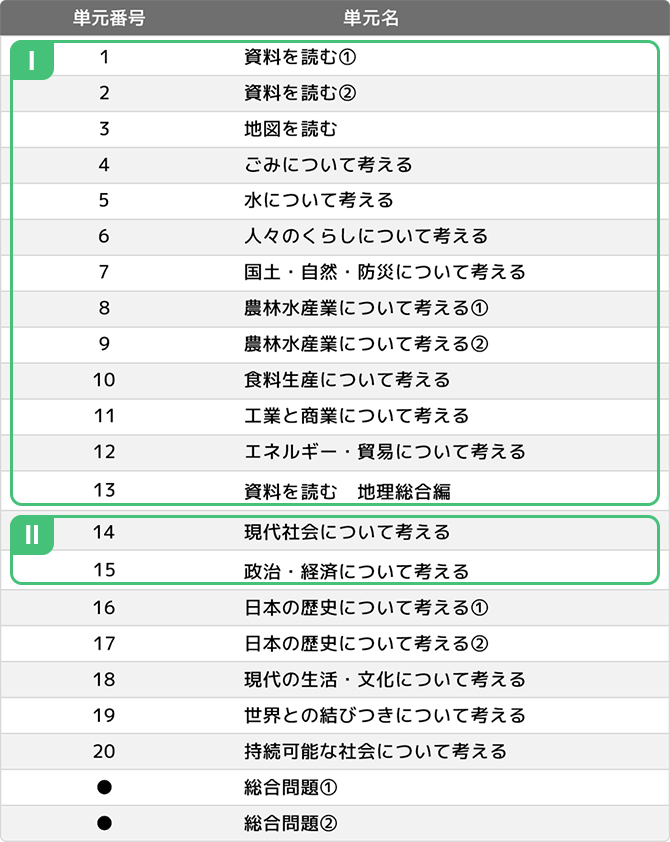 単元番号 単元名
I
1 資料を読む①
2 資料を読む②
3 地図を読む
4 ごみについて考える
5 水について考える
6 人々のくらしについて考える
7 国土・自然・防災について考える
8 農林水産業について考える①
9 農林水産業について考える②
10 食料生産について考える
11 工業と商業について考える
12 エネルギー・貿易について考える
13 資料を読む　地理総合編
II
14 現代社会について考える
15 政治・経済について考える
16 日本の歴史について考える①
17 日本の歴史について考える②
18 現代の生活・文化について考える
19 世界との結びつきについて考える
20 持続可能な社会について考える
● 総合問題①
● 総合問題②